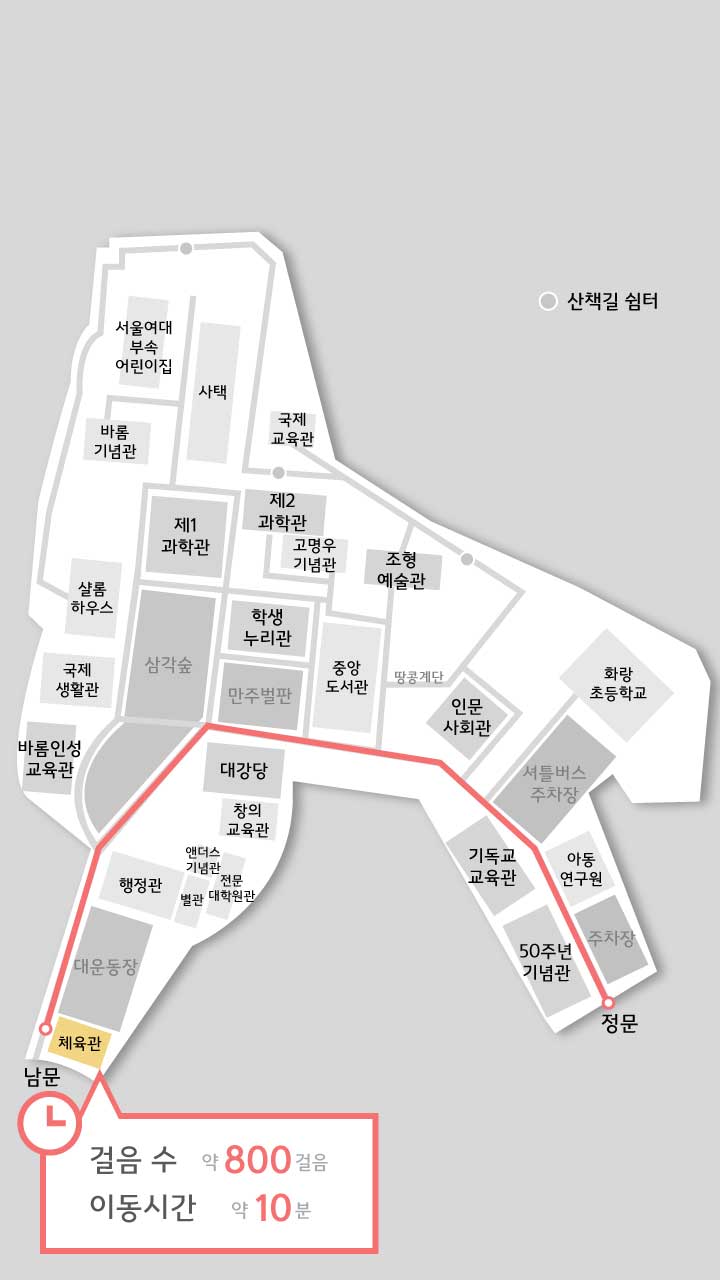 산책길 쉼터
서울여대
부속
어린이집
사택
바롬
기념관
국제
교육관
제1
과학관
제2
과학관
고명우
기념관
조형
예술관
샬롬
하우스
학생
누리관
삼각숲
중앙
도서관
만주벌판
땅콩계단
국제
생활관
인문
사회관
화랑
초등학교
바롬인성
교육관
대강당
셔틀버스
주차장
창의
교육관
앤더스
기념관
행정관
별관
전문
대학원관
기독교
교육관
아동
연구원
대운동장
50주년
기념관
주차장
체육관
정문
남문
걸음 수 약 800 걸음
이동시간 약 10 분